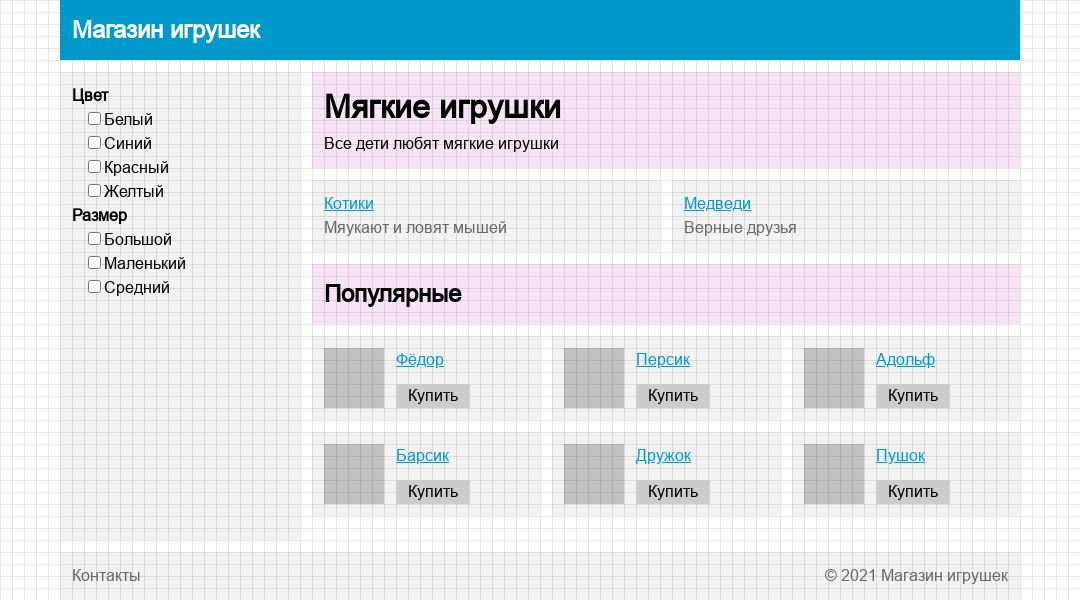 Магазин игрушек
Цвет
Белый
Синий
Красный
Желтый
Размер
Большой
Маленький
Средний
Мягкие игрушки
Все дети любят мягкие игрушки
Котики
Мяукают и ловят мышей
Медведи
Верные друзья
Популярные
Фёдор
Купить
Персик
Купить
Адольф
Купить
Барсик
Купить
Дружок
Купить
Пушок
Купить
Контакты
© 2021 Магазин игрушек